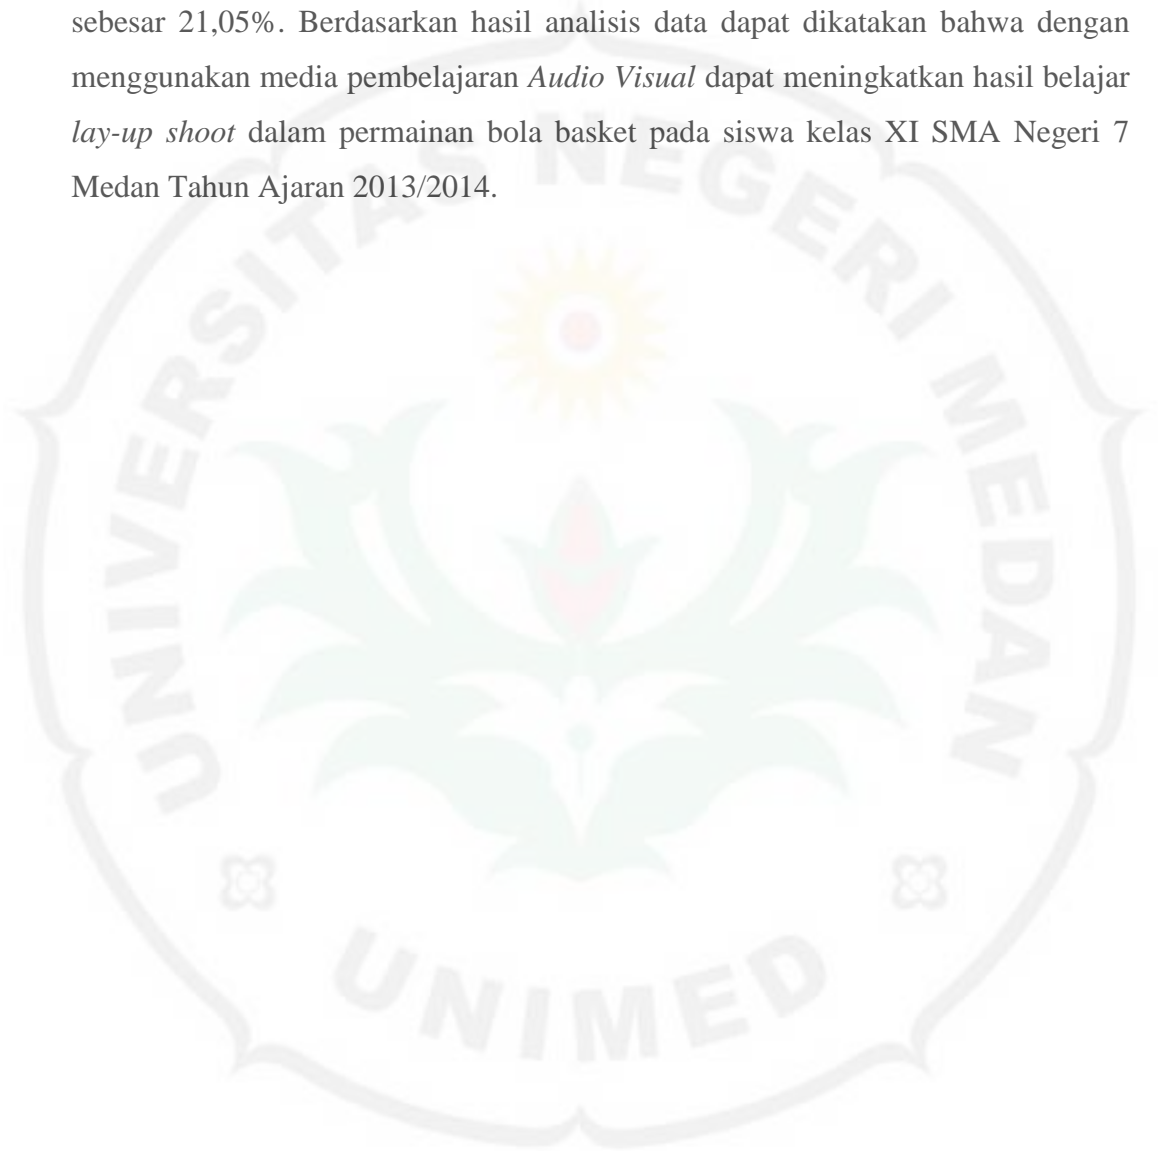 sebesar 21,05%. Berdasarkan hasil analisis data dapat dikatakan bahwa dengan
menggunakan media pembelajaran Audio Visual dapat meningkatkan hasil belajar
lay-up shoot dalam permainan bola basket pada siswa kelas XI SMA Negeri 7
Medan Tahun Ajaran 2013/2014.
UNIVERSITAS NEGERI MEDAN
UNIMED